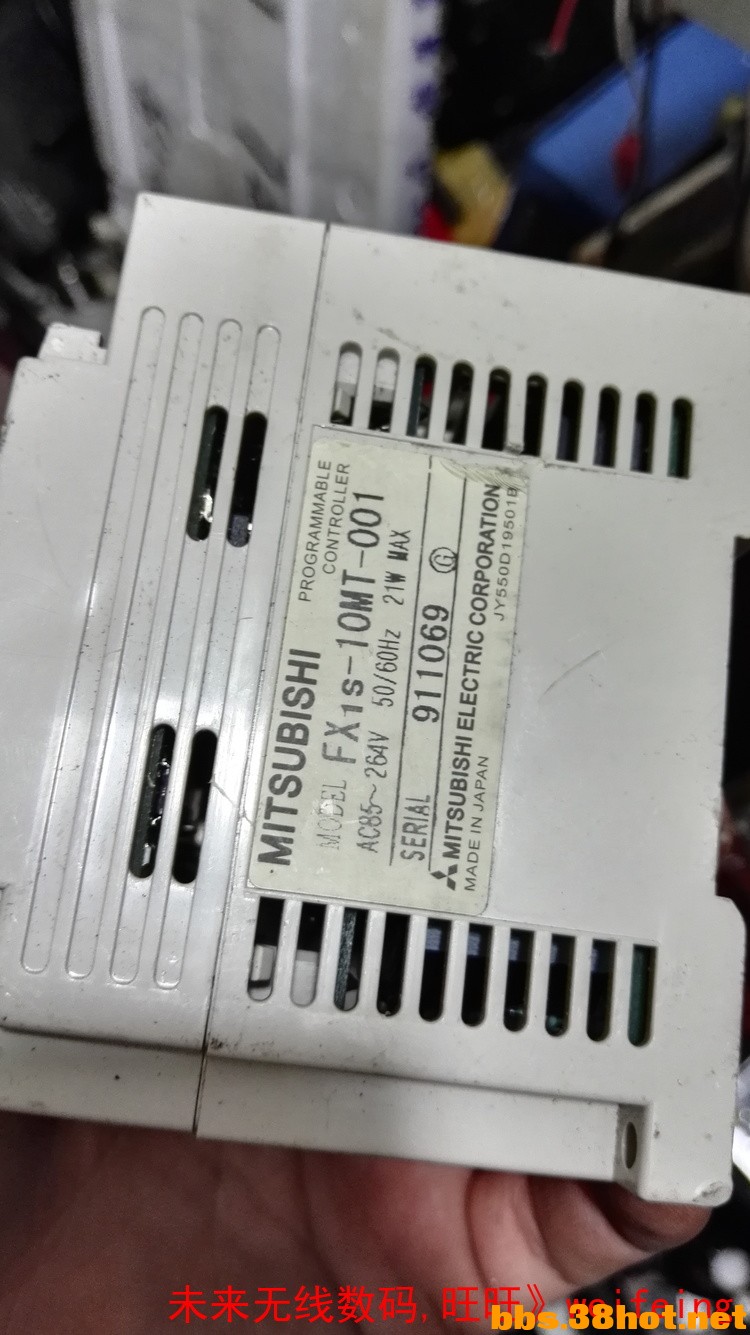 MITSUBISHI
PROGRAMMABLE
CONTROLLER
MODEL FX1S-10MT-001
AC85~264V 50/60Hz 21W MAX
SERIAL 911069
MITSUBISHI ELECTRIC CORPORATION
MADE IN JAPAN JY550D19501B
未来无线数码,旺旺》weifeing
bbs.38hot.net